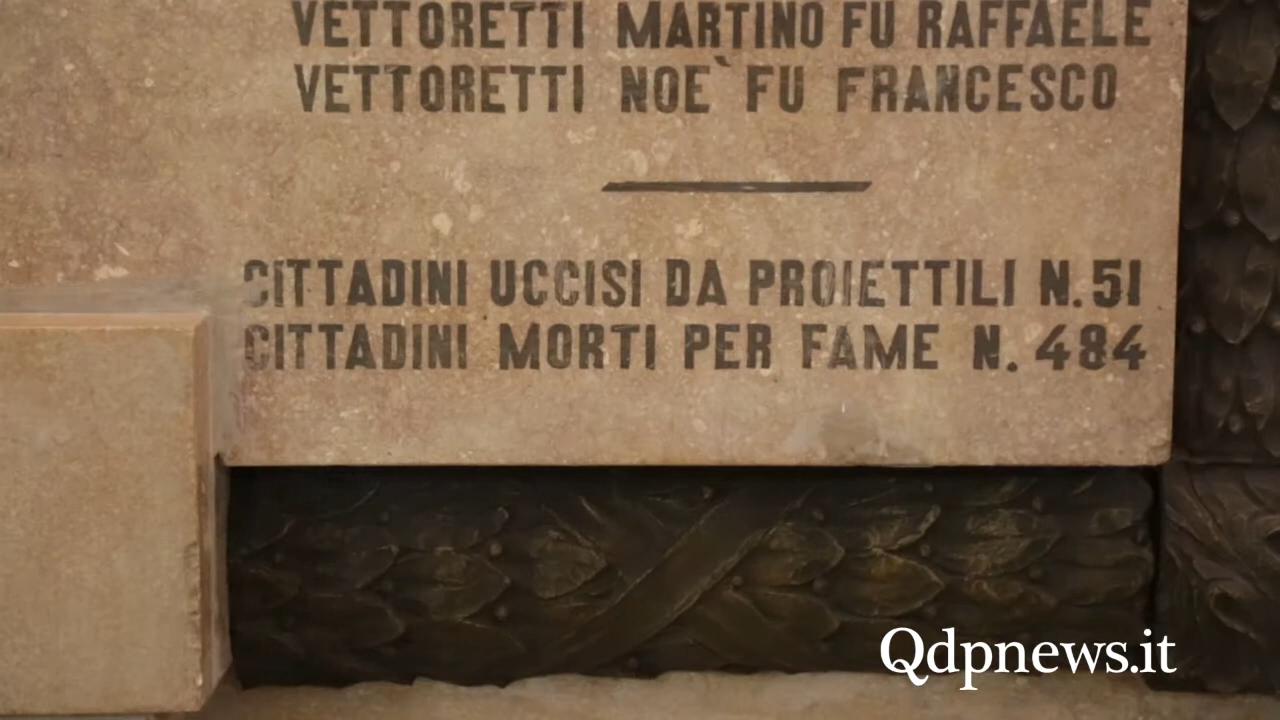 VETTORETTI MARTINO FU RAFFAELE
VETTORETTI NOE` FU FRANCESCO
CITTADINI UCCISI DA PROIETTILI N. 51
CITTADINI MORTI PER FAME N. 484
Qdpnews.it